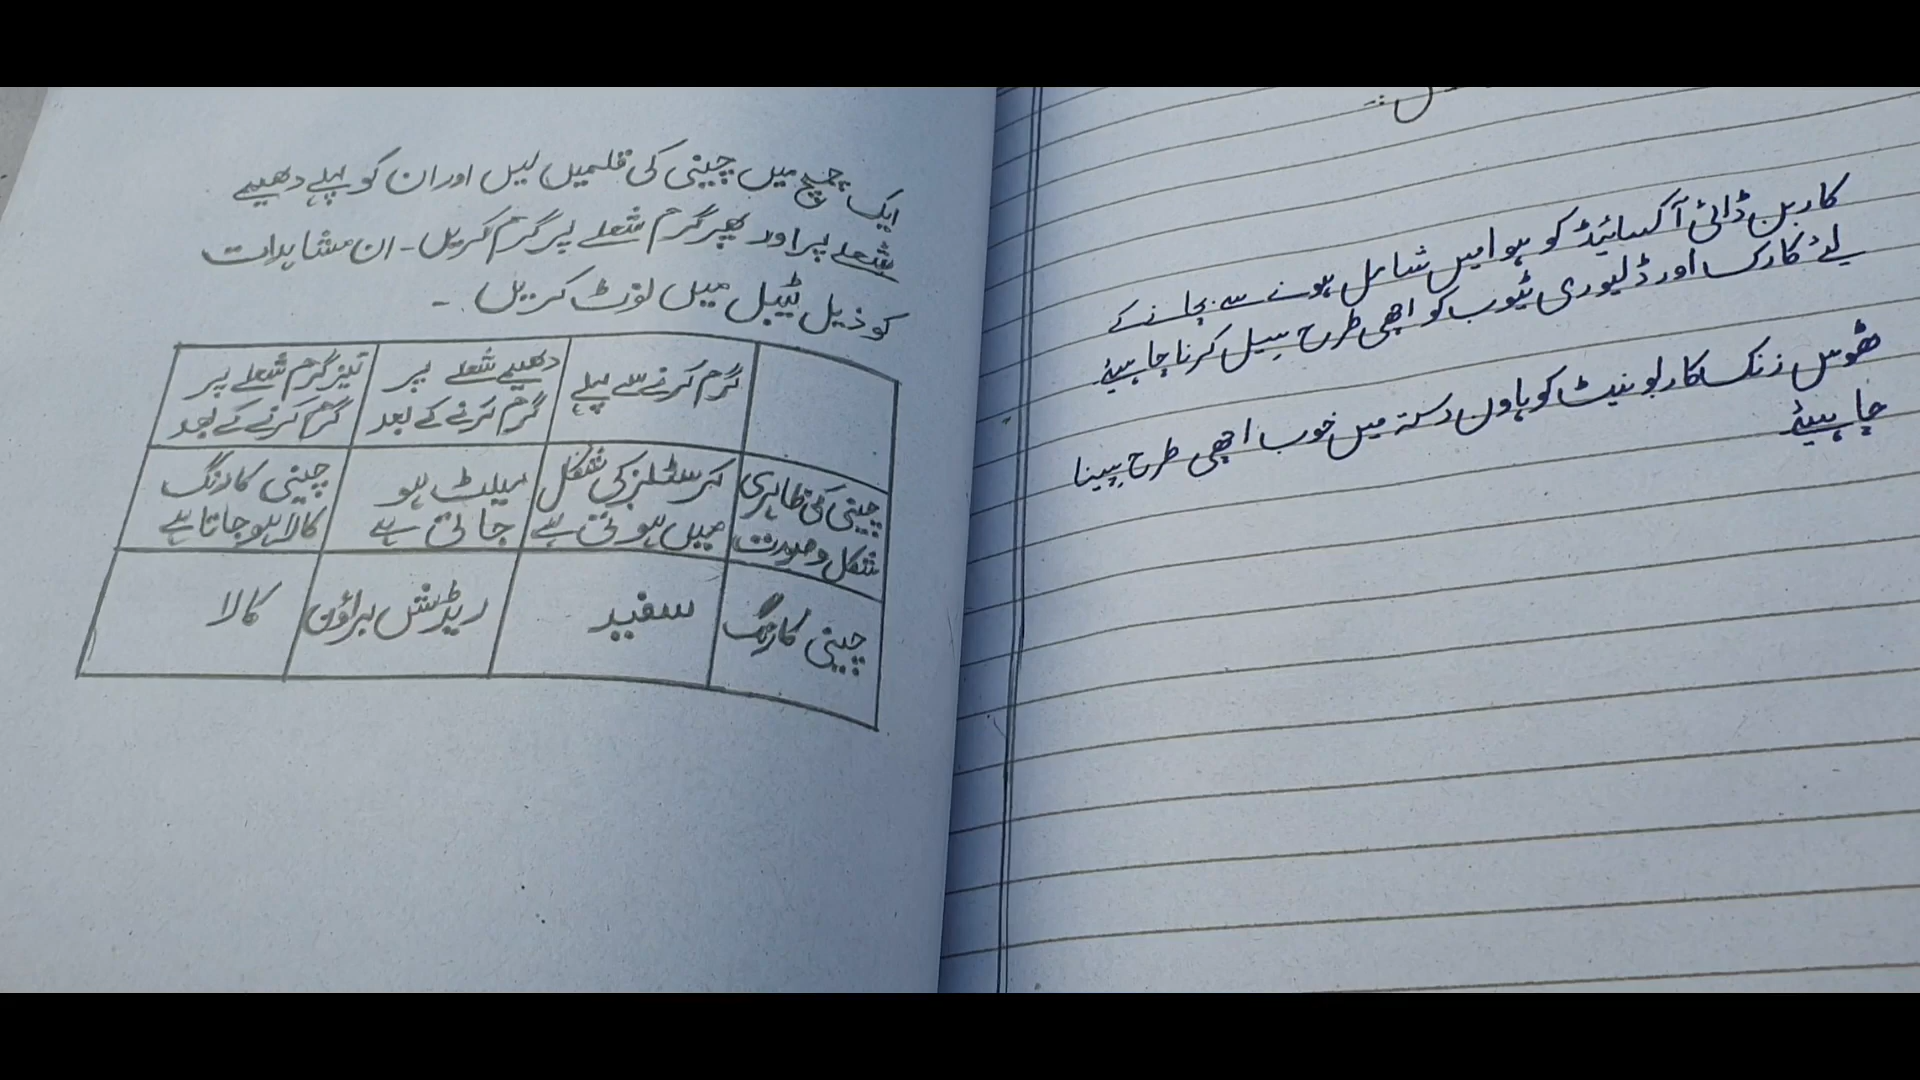 ایک چمچ میں چینی کی قلمیں لیں اور ان کو پہلے دھیمے
شعلے پر اور پھر گرم شعلے پر گرم کریں۔ ان مشاہدات
کو ذیل ٹیبل میں نوٹ کریں ۔
گرم کرنے سے پہلے
دھیمے شعلے پر
گرم کرنے کے بعد
تیز گرم شعلے پر
گرم کرنے کے بعد
چینی کی ظاہری
شکل و صورت
کرسٹلز کی شکل
میں ہوتی ہے
میلٹ ہو
جاتی ہے
چینی کا رنگ
کالا ہو جاتا ہے
چینی کا رنگ
سفید
ریڈش براؤن
کالا
کاربن ڈائی آکسائیڈ کو ہوا میں شامل ہونے سے بچانے کے
لئے کارک اور ڈلیوری ٹیوب کو اچھی طرح سیل کرنا چاہیئے
ٹھوس زنک کاربونیٹ کو ہاون دستہ میں خوب اچھی طرح پیسنا
چاہیئے